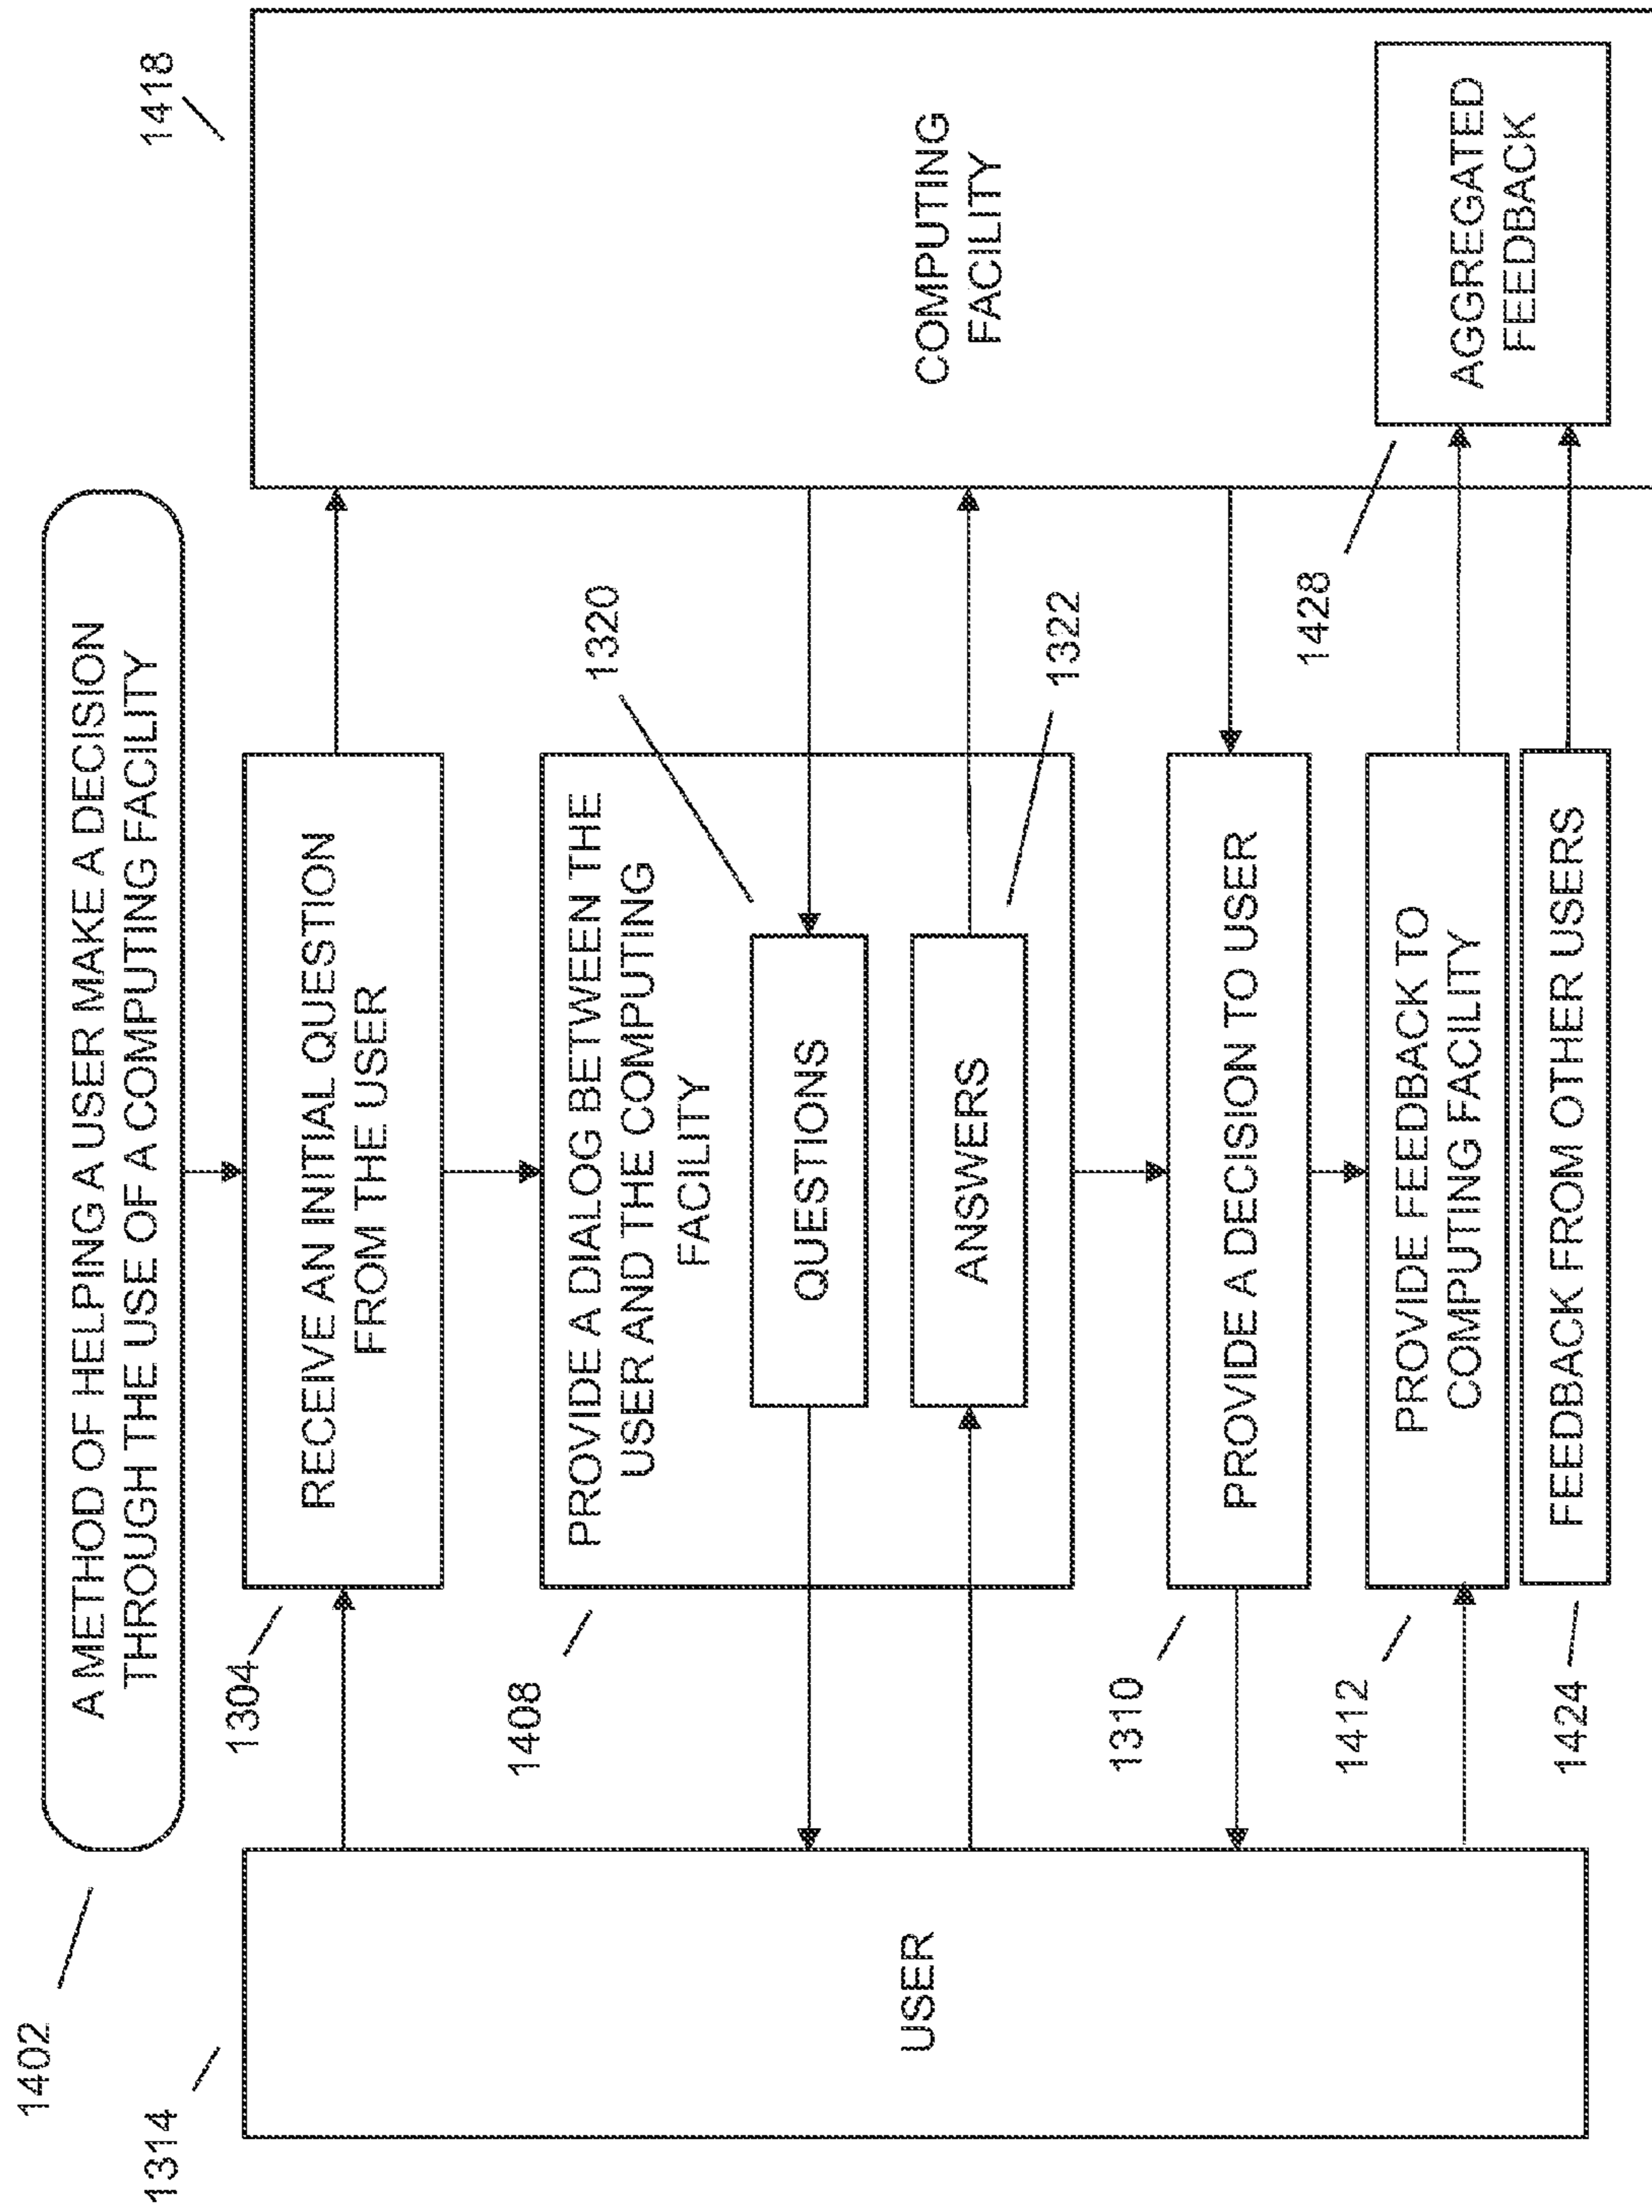 1402
A METHOD OF HELPING A USER MAKE A DECISION
THROUGH THE USE OF A COMPUTING FACILITY
1314
USER
1304
RECEIVE AN INITIAL QUESTION
FROM THE USER
1418
COMPUTING
FACILITY
1408
PROVIDE A DIALOG BETWEEN THE
USER AND THE COMPUTING
FACILITY
1320
QUESTIONS
1322
ANSWERS
1310
PROVIDE A DECISION TO USER
1412
PROVIDE FEEDBACK TO
COMPUTING FACILITY
1424
FEEDBACK FROM OTHER USERS
1428
AGGREGATED
FEEDBACK